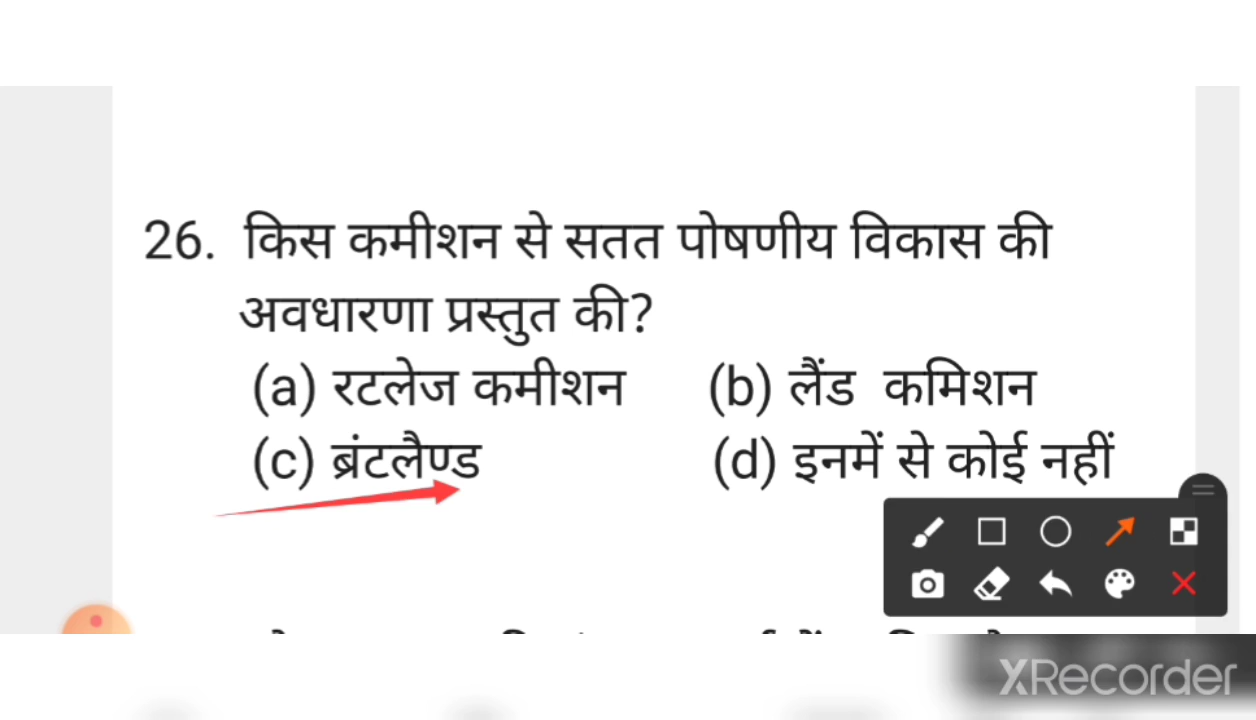 26. किस कमीशन से सतत पोषणीय विकास की
अवधारणा प्रस्तुत की?
(a) रटलेज कमीशन (b) लैंड कमिशन
(c) ब्रंटलैण्ड (d) इनमें से कोई नहीं
XRecorder